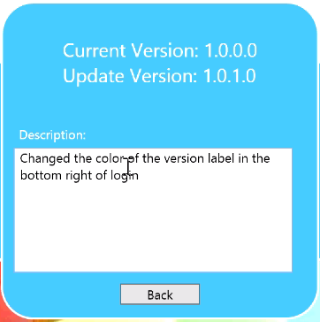 Current Version: 1.0.0.0
Update Version: 1.0.1.0
Description:
Changed the color of the version label in the
bottom right of login
Back